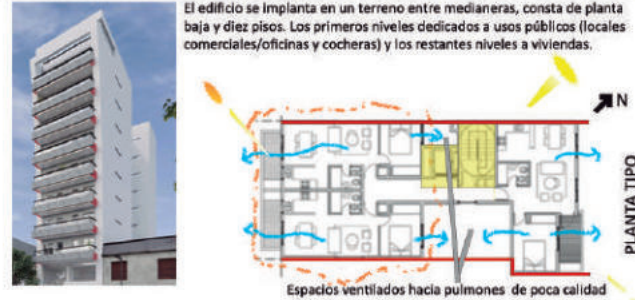 El edificio se implanta en un terreno entre medianeras, consta de planta
baja y diez pisos. Los primeros niveles dedicados a usos públicos (locales
comerciales/oficinas y cocheras) y los restantes niveles a viviendas.
N
PLANTA TIPO
Espacios ventilados hacia pulmones de poca calidad